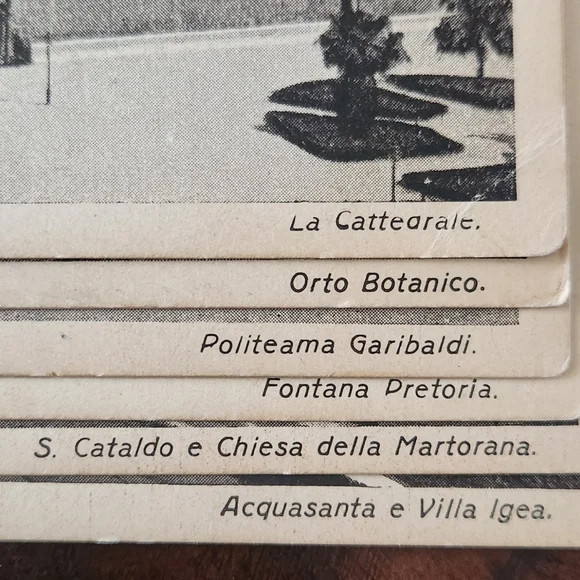 La Cattedrale.
Orto Botanico.
Politeama Garibaldi.
Fontana Pretoria.
S. Cataldo e Chiesa della Martorana.
Acquasanta e Villa Igea.